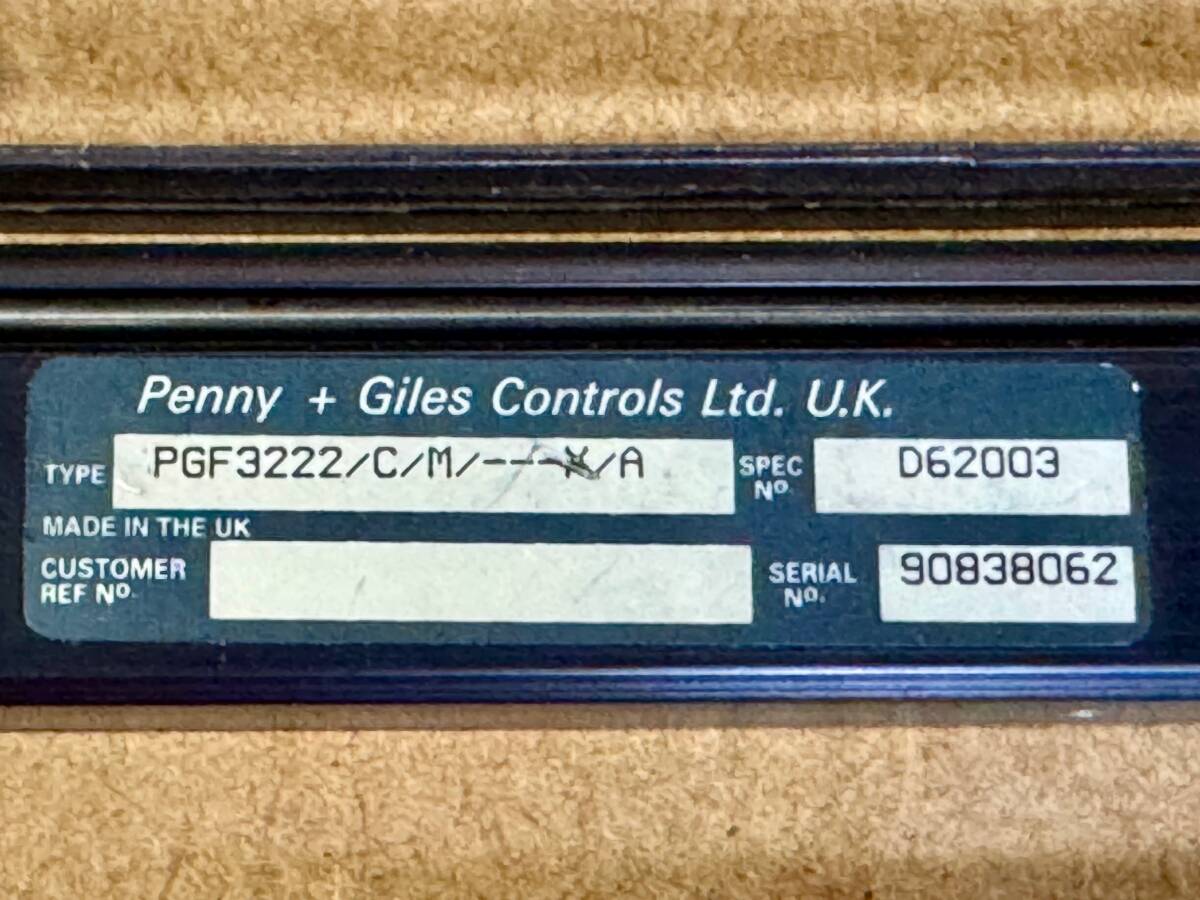 Penny + Giles Controls Ltd. U.K.
TYPE PGF3222/C/M/----X/A SPEC Nº. D62003
MADE IN THE UK
CUSTOMER REF Nº. SERIAL Nº. 90838062